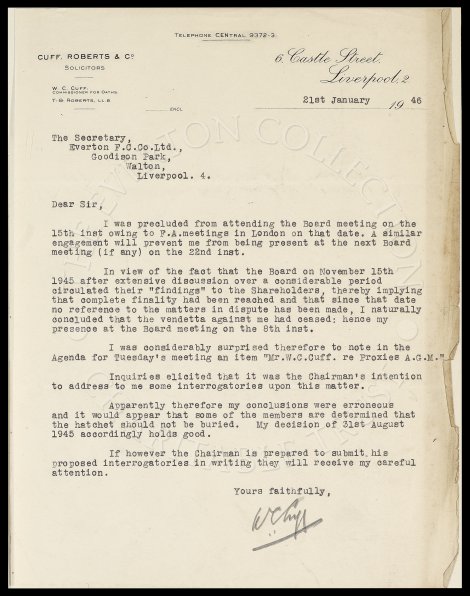 TELEPHONE CENTRAL 9372-3.
CUFF, ROBERTS & Co
SOLICITORS
W. C. CUFF.
COMMISSIONER FOR OATHS
T. B. ROBERTS, LL.B.
ENCL
6. Castle Street.
Liverpool, 2
21st January 19 46
The Secretary,
Everton F.C.Co.Ltd.,
Goodison Park,
Walton,
Liverpool. 4.
Dear Sir,
I was precluded from attending the Board meeting on the
15th inst owing to F.A.meetings in London on that date. A similar
engagement will prevent me from being present at the next Board
meeting (if any) on the 22nd inst.
In view of the fact that the Board on November 15th
1945 after extensive discussion over a considerable period
circulated their "findings" to the Shareholders, thereby implying
that complete finality had been reached and that since that date
no reference to the matters in dispute has been made, I naturally
concluded that the vendetta against me had ceased; hence my
presence at the Board meeting on the 8th inst.
I was considerably surprised therefore to note in the
Agenda for Tuesday's meeting an item "Mr.W.C.Cuff. re Proxies A.G.M."
Inquiries elicited that it was the Chairman's intention
to address to me some interrogatories upon this matter.
Apparently therefore my conclusions were erroneous
and it would appear that some of the members are determined that
the hatchet should not be buried. My decision of 31st August
1945 accordingly holds good.
If however the Chairman is prepared to submit his
proposed interrogatories in writing they will receive my careful
attention.
Yours faithfully,
W C Cuff
EVERTON COLLECTION